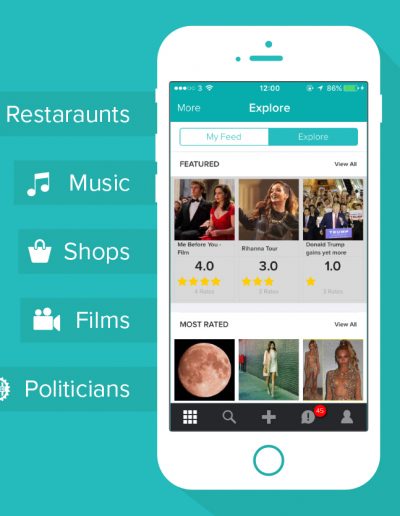 Restaraunts
Music
Shops
Films
Politicians
3 12:00 86%
More Explore
My Feed Explore
FEATURED View All
Me Before You - Film
Rihanna Tour
Donald Trump gains yet more
TRUMP
4.0 3.0 1.0
4 Rates 3 Rates 2 Rates
MOST RATED View All
45